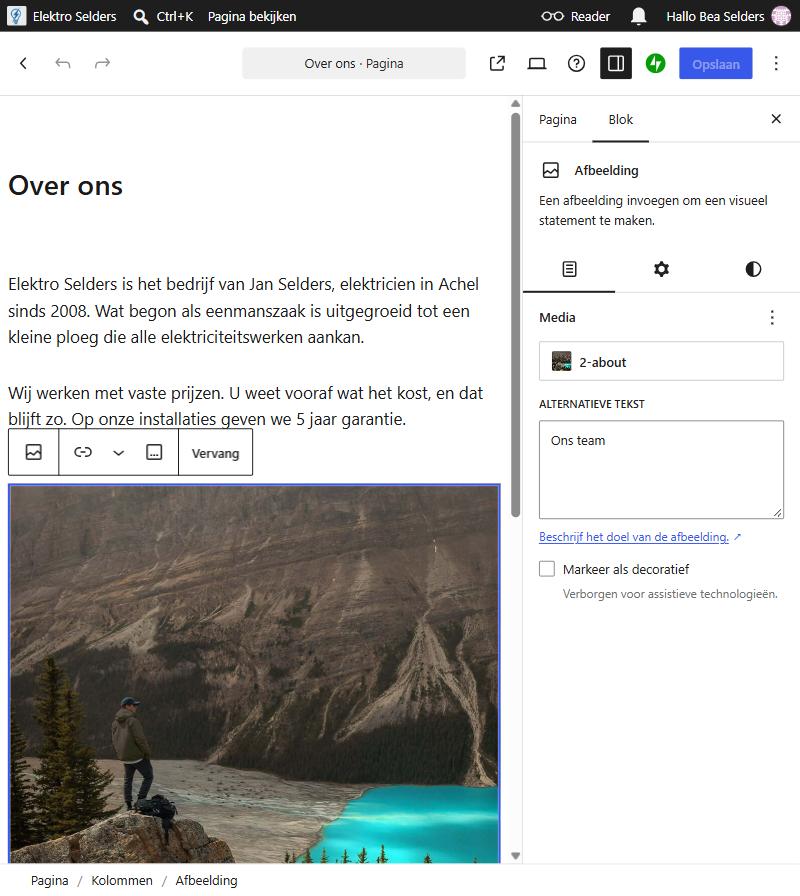 Elektro Selders Ctrl+K Pagina bekijken Reader Hallo Bea Selders
Over ons · Pagina
Opslaan
Pagina Blok
Afbeelding
Een afbeelding invoegen om een visueel
statement te maken.
Over ons
Elektro Selders is het bedrijf van Jan Selders, elektricien in Achel
sinds 2008. Wat begon als eenmanszaak is uitgegroeid tot een
kleine ploeg die alle elektriciteitswerken aankan.
Wij werken met vaste prijzen. U weet vooraf wat het kost, en dat
blijft zo. Op onze installaties geven we 5 jaar garantie.
Vervang
Media
2-about
ALTERNATIEVE TEKST
Ons team
Beschrijf het doel van de afbeelding. ↗
Markeer als decoratief
Verborgen voor assistieve technologieën.
Pagina / Kolommen / Afbeelding